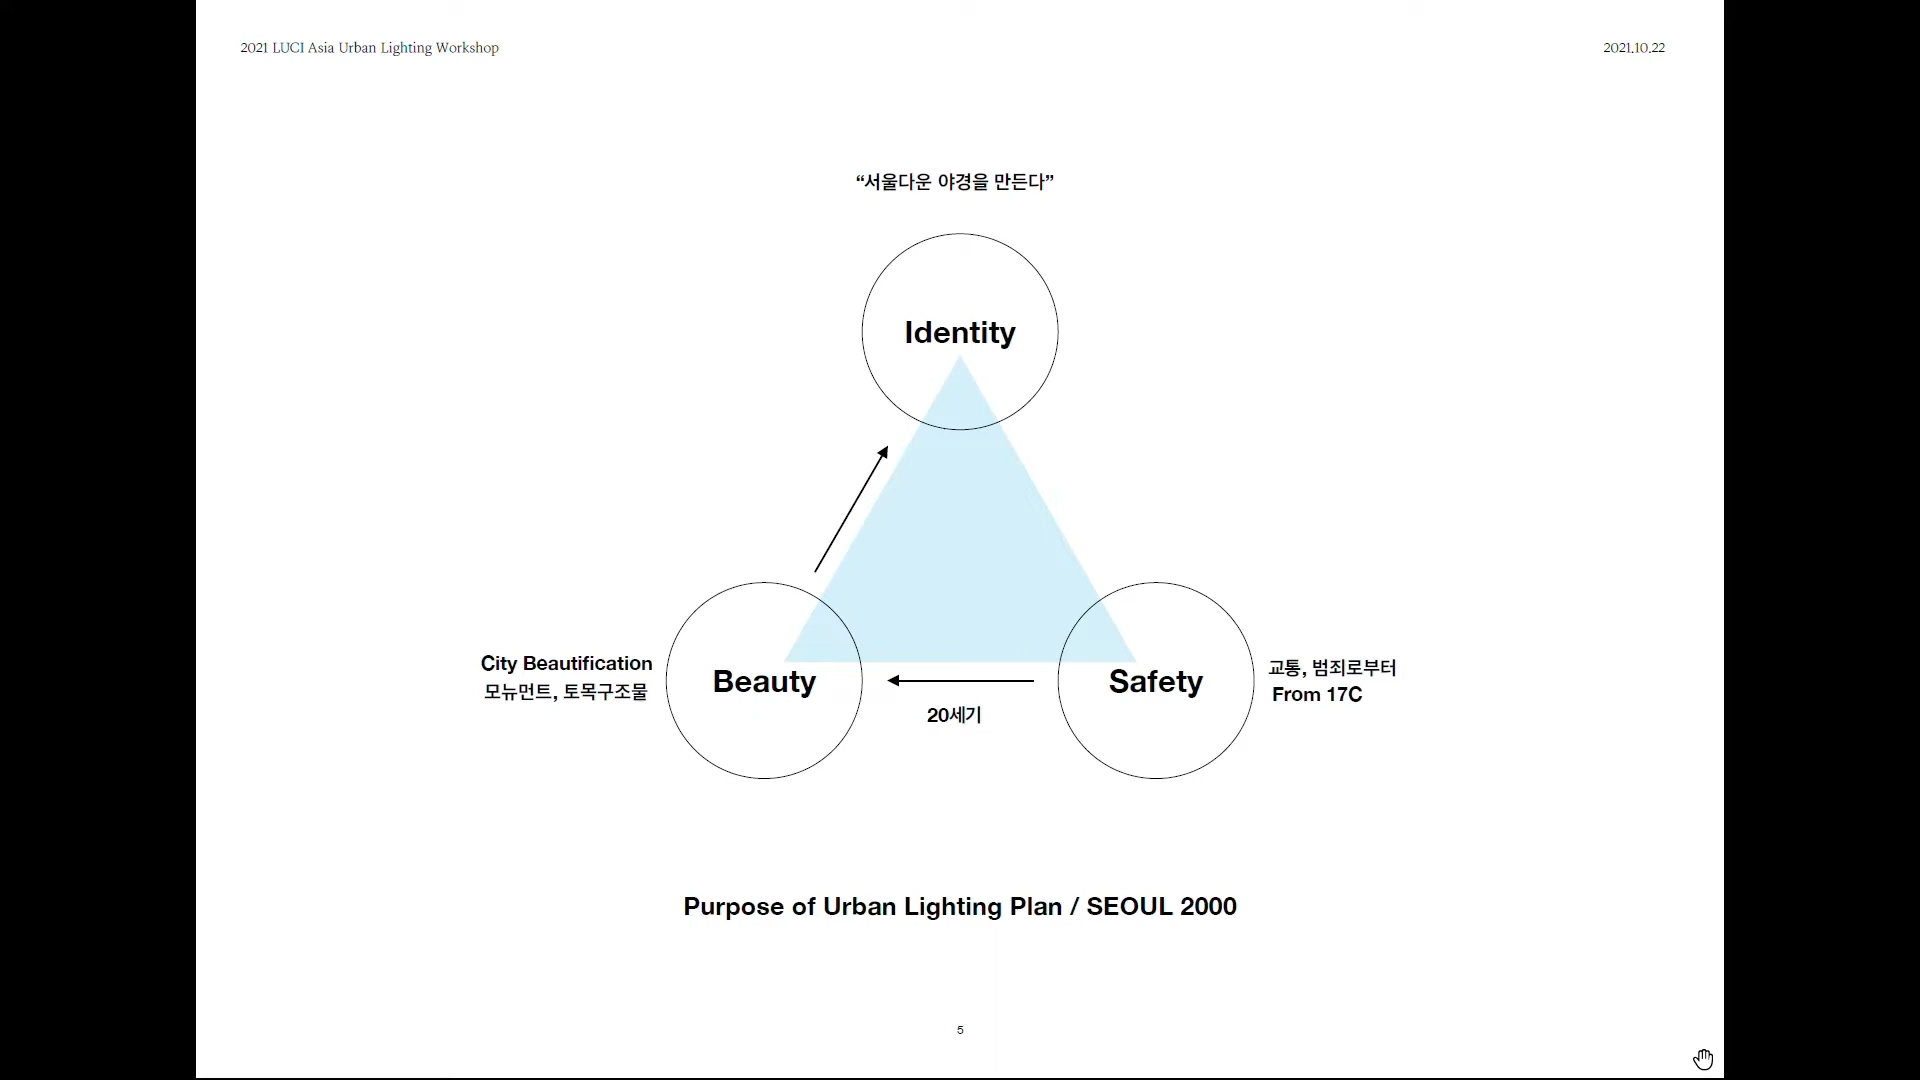 2021 LUCI Asia Urban Lighting Workshop
2021.10.22
“서울다운 야경을 만든다”
Identity
City Beautification
모뉴먼트, 토목구조물
Beauty
20세기
Safety
교통, 범죄로부터
From 17C
Purpose of Urban Lighting Plan / SEOUL 2000
5